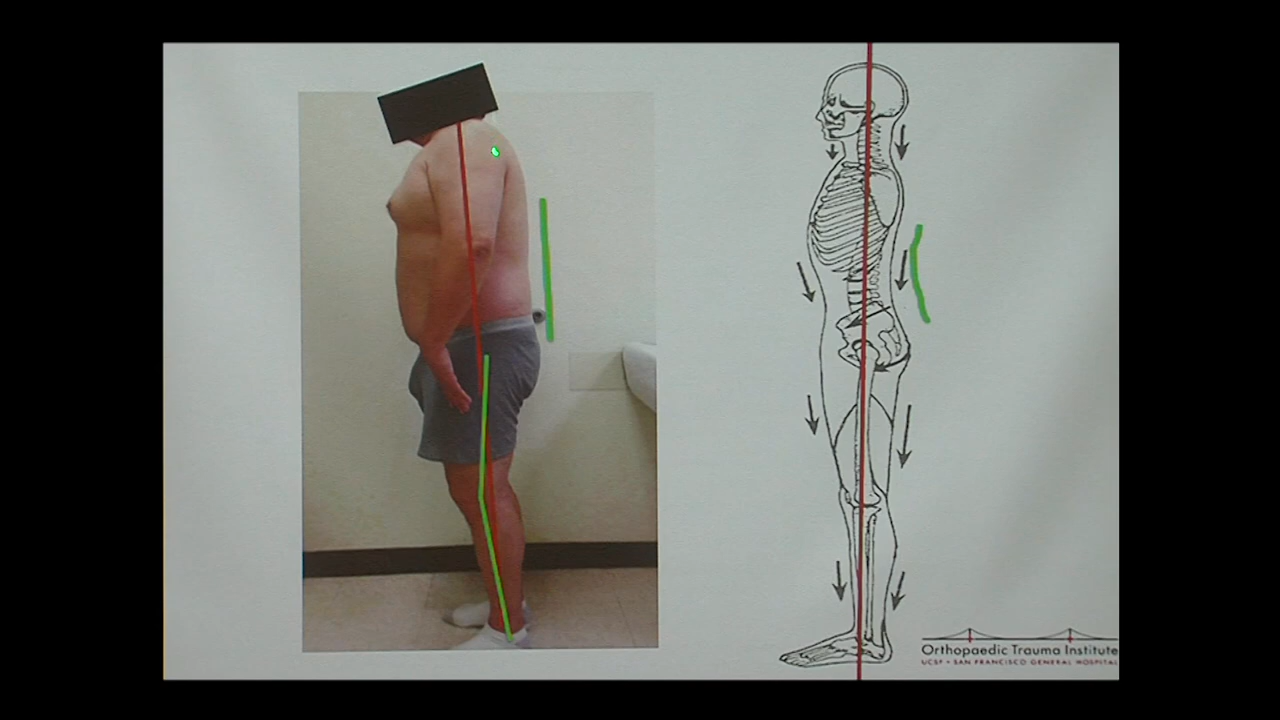 Orthopaedic Trauma Institute
UCSF • SAN FRANCISCO GENERAL HOSPITAL